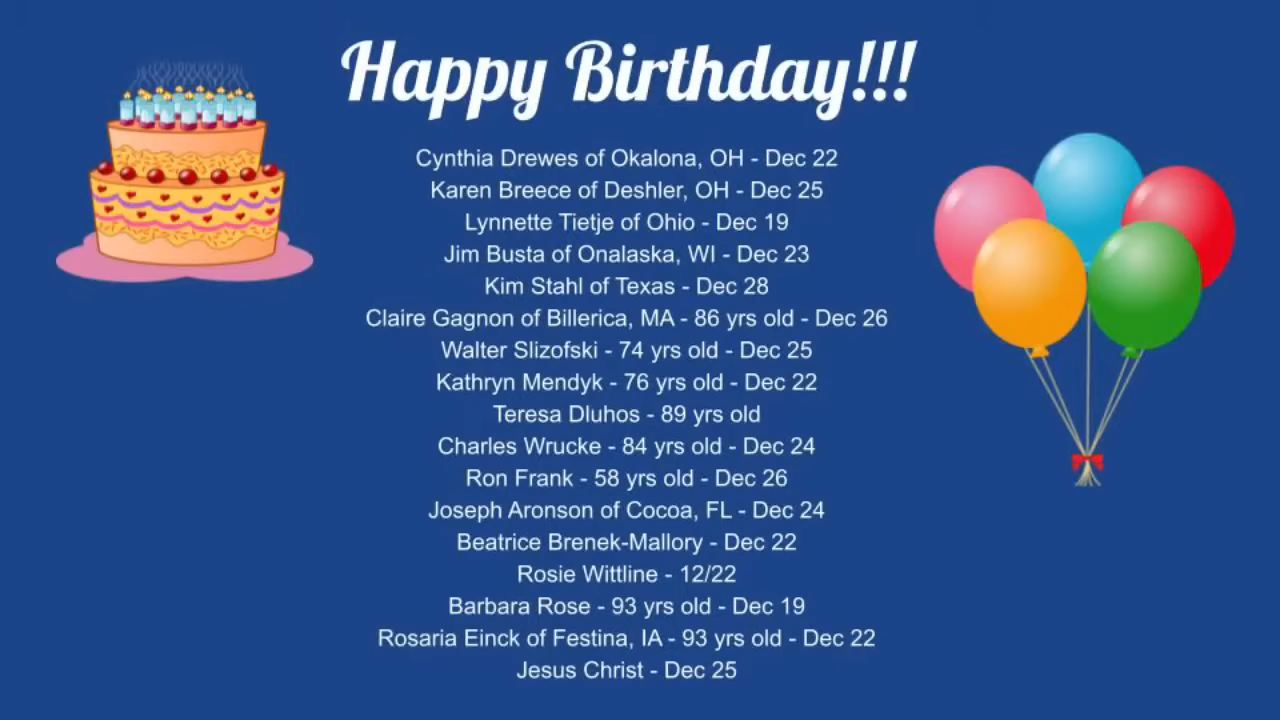 Happy Birthday!!!
Cynthia Drewes of Okalona, OH - Dec 22
Karen Breece of Deshler, OH - Dec 25
Lynnette Tietje of Ohio - Dec 19
Jim Busta of Onalaska, WI - Dec 23
Kim Stahl of Texas - Dec 28
Claire Gagnon of Billerica, MA - 86 yrs old - Dec 26
Walter Slizofski - 74 yrs old - Dec 25
Kathryn Mendyk - 76 yrs old - Dec 22
Teresa Dluhos - 89 yrs old
Charles Wrucke - 84 yrs old - Dec 24
Ron Frank - 58 yrs old - Dec 26
Joseph Aronson of Cocoa, FL - Dec 24
Beatrice Brenek-Mallory - Dec 22
Rosie Wittline - 12/22
Barbara Rose - 93 yrs old - Dec 19
Rosaria Einck of Festina, IA - 93 yrs old - Dec 22
Jesus Christ - Dec 25